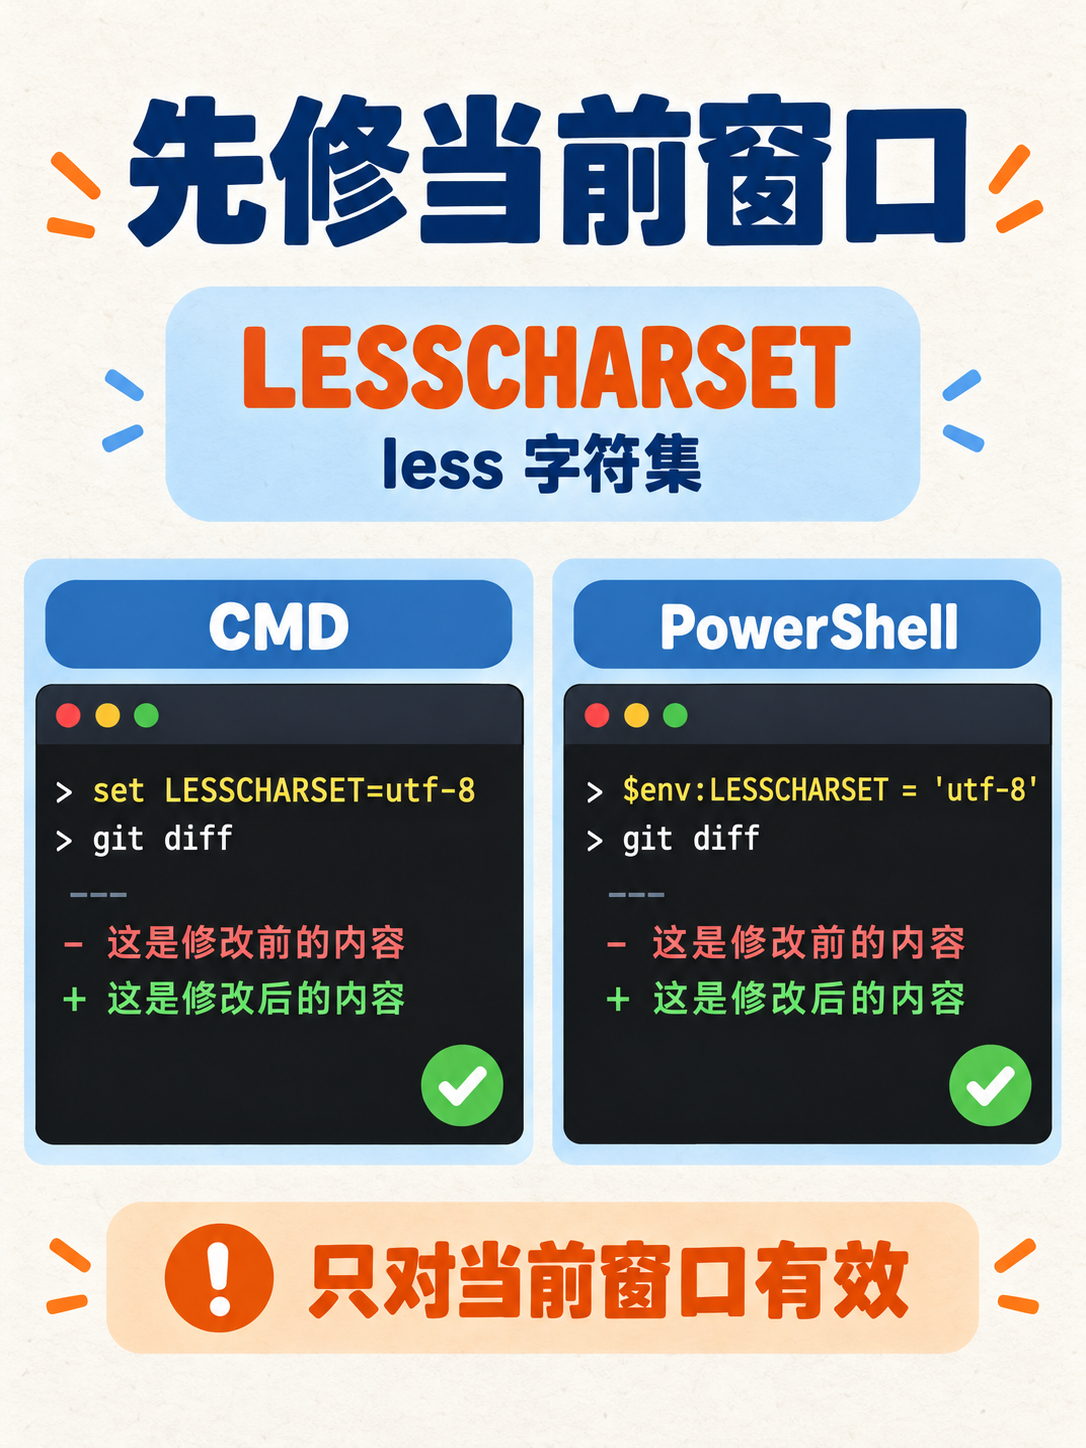 先修当前窗口
LESSCHARSET
less 字符集
CMD
> set LESSCHARSET=utf-8
> git diff
---
- 这是修改前的内容
+ 这是修改后的内容
PowerShell
> $env:LESSCHARSET = 'utf-8'
> git diff
---
- 这是修改前的内容
+ 这是修改后的内容
! 只对当前窗口有效